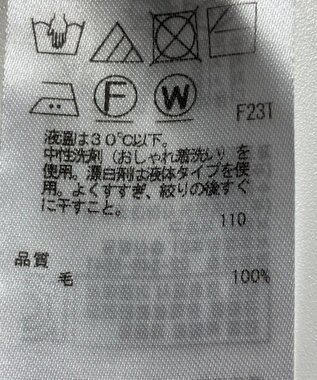 F W
F23T
液温は30℃以下。
中性洗剤（おしゃれ着洗い）を
使用。漂白剤は液体タイプを使
用。よくすすぎ、絞りの後すぐ
に干すこと。
110
品質
毛 100%